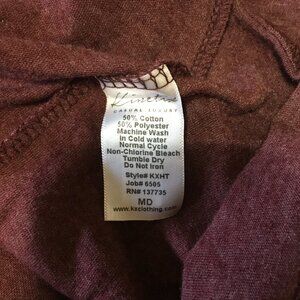 CASUAL LUXURY
50% Cotton
50% Polyester
Machine Wash
in Cold water
Normal Cycle
Non-Chlorine Bleach
Tumble Dry
Do Not Iron
Style# KXHT
Job# 6505
RN# 137735
MD
www.kxclothing.com